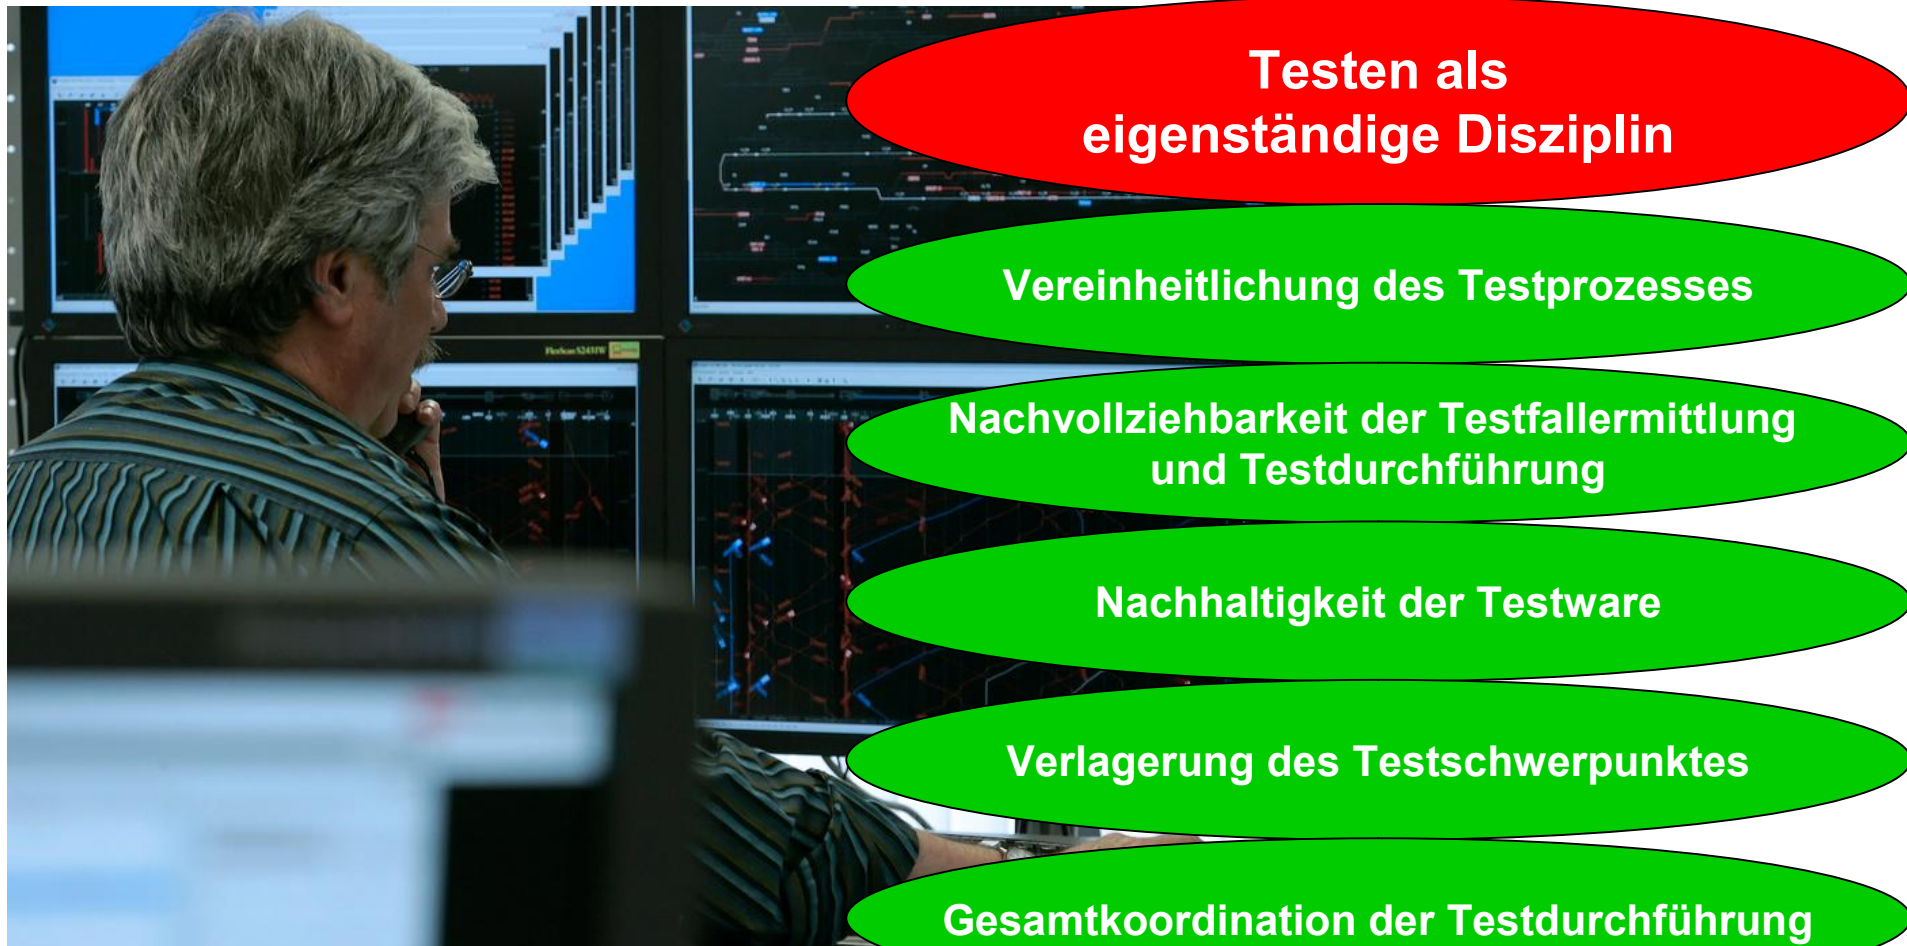 Testen als
eigenständige Disziplin
Vereinheitlichung des Testprozesses
Nachvollziehbarkeit der Testfallermittlung
und Testdurchführung
Nachhaltigkeit der Testware
Verlagerung des Testschwerpunktes
Gesamtkoordination der Testdurchführung